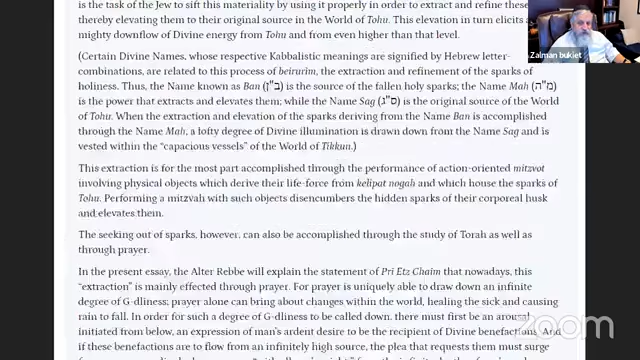 is the task of the Jew to sift this materiality by using it properly in order to extract and refine these
thereby elevating them to their original source in the World of Tohu. This elevation in turn elicits a
mighty downflow of Divine energy from Tohu and from even higher than that level.
(Certain Divine Names, whose respective Kabbalistic meanings are signified by Hebrew letter-
combinations, are related to this process of beirurim, the extraction and refinement of the sparks of
holiness. Thus, the Name known as Ban (ב"ן) is the source of the fallen holy sparks; the Name Mah (מ"ה)
is the power that extracts and elevates them; while the Name Sag (ס"ג) is the original source of the World
of Tohu. When the extraction and elevation of the sparks deriving from the Name Ban is accomplished
through the Name Mah, a lofty degree of Divine illumination is drawn down from the Name Sag and is
vested within the “capacious vessels” of the World of Tikkun.)
This extraction is for the most part accomplished through the performance of action-oriented mitzvot
involving physical objects which derive their life-force from kelipat nogah and which house the sparks of
Tohu. Performing a mitzvah with such objects disencumbers the hidden sparks of their corporeal husk
and elevates them.
The seeking out of sparks, however, can also be accomplished through the study of Torah as well as
through prayer.
In the present essay, the Alter Rebbe will explain the statement of Pri Etz Chaim that nowadays, this
“extraction” is mainly effected through prayer. For prayer is uniquely able to draw down an infinite
degree of G-dliness; prayer alone can bring about changes within the world, healing the sick and causing
rain to fall. In order for such a degree of G-dliness to be called down, there must first be an arousal
initiated from below, an expression of man's ardent desire to be the recipient of Divine benefactions. And
if these benefactions are to flow from an infinitely high source, the plea that requests them must surge
Zalman bukiet
zoom